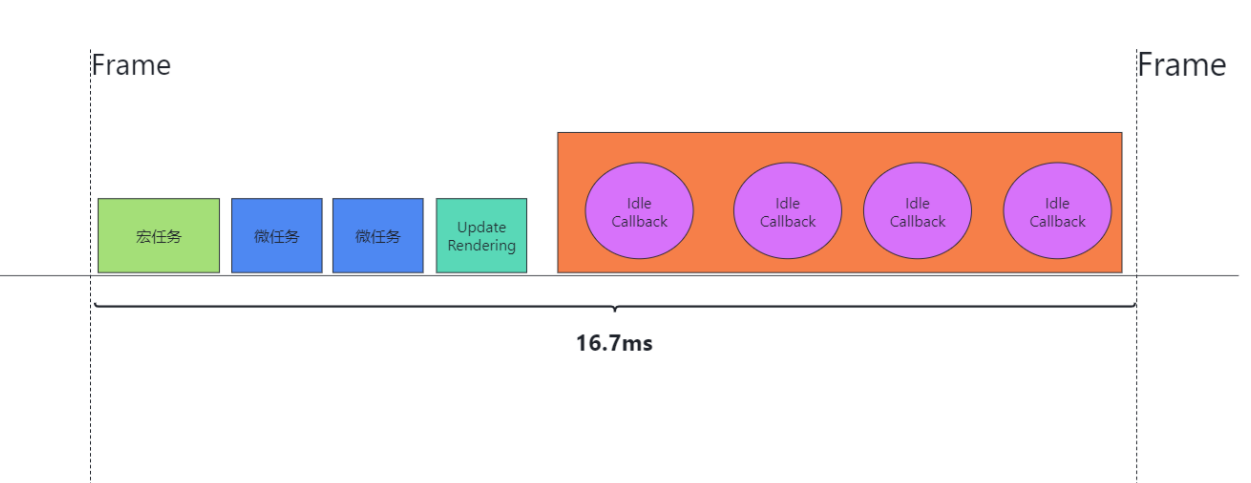 Frame
Frame
宏任务
微任务
微任务
Update
Rendering
Idle
Callback
Idle
Callback
Idle
Callback
Idle
Callback
16.7ms